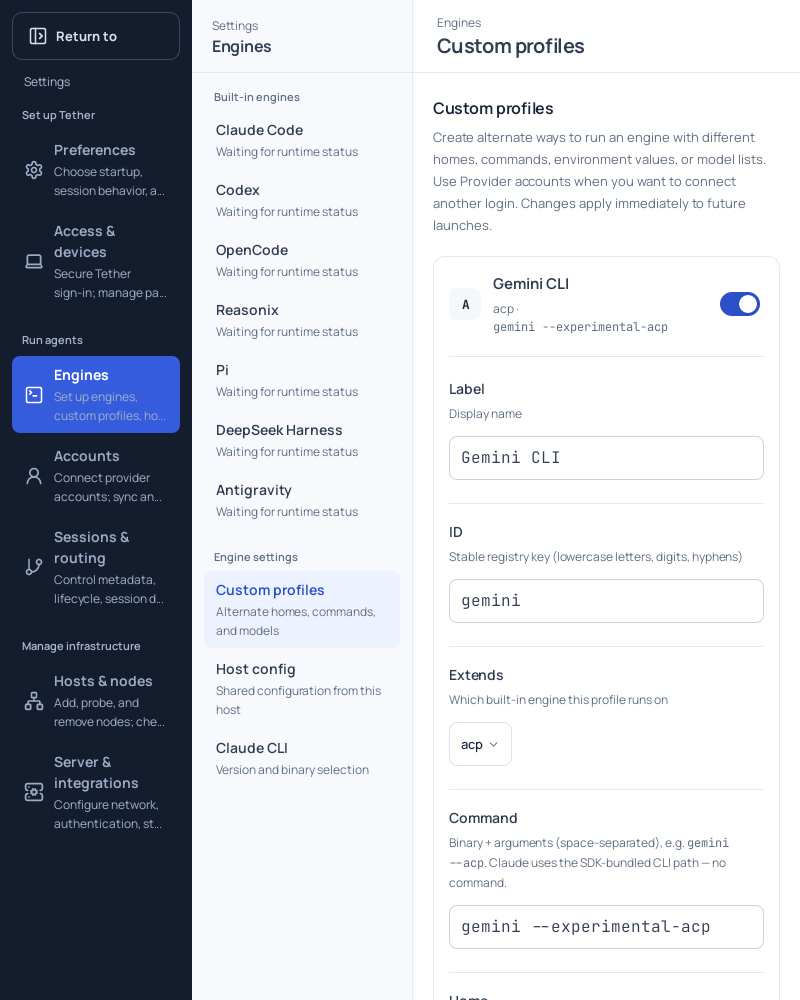 Return to
Settings
Set up Tether
Preferences
Choose startup,
session behavior, a...
Access &
devices
Secure Tether
sign-in; manage pa...
Run agents
Engines
Set up engines,
custom profiles, ho...
Accounts
Connect provider
accounts; sync an...
Sessions &
routing
Control metadata,
lifecycle, session d...
Manage infrastructure
Hosts & nodes
Add, probe, and
remove nodes; che...
Server &
integrations
Configure network,
authentication, st...
Settings
Engines
Built-in engines
Claude Code
Waiting for runtime status
Codex
Waiting for runtime status
OpenCode
Waiting for runtime status
Reasonix
Waiting for runtime status
Pi
Waiting for runtime status
DeepSeek Harness
Waiting for runtime status
Antigravity
Waiting for runtime status
Engine settings
Custom profiles
Alternate homes, commands,
and models
Host config
Shared configuration from this
host
Claude CLI
Version and binary selection
Engines
Custom profiles
Custom profiles
Create alternate ways to run an engine with different
homes, commands, environment values, or model lists.
Use Provider accounts when you want to connect
another login. Changes apply immediately to future
launches.
A
Gemini CLI
acp ·
gemini --experimental-acp
Label
Display name
Gemini CLI
ID
Stable registry key (lowercase letters, digits, hyphens)
gemini
Extends
Which built-in engine this profile runs on
acp
Command
Binary + arguments (space-separated), e.g. gemini
--acp. Claude uses the SDK-bundled CLI path — no
command.
gemini --experimental-acp
Home